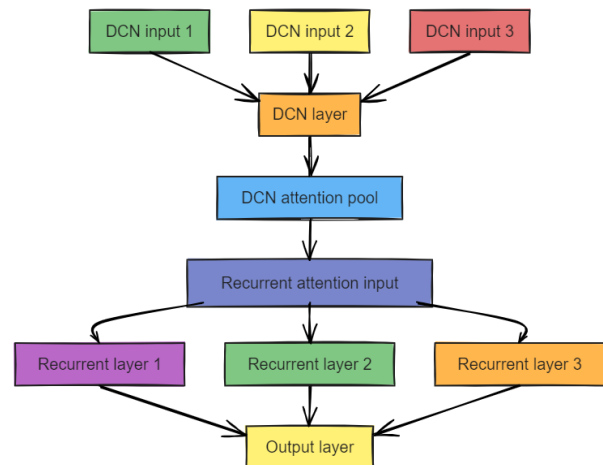 DCN input 1
DCN input 2
DCN input 3
DCN layer
DCN attention pool
Recurrent attention input
Recurrent layer 1
Recurrent layer 2
Recurrent layer 3
Output layer